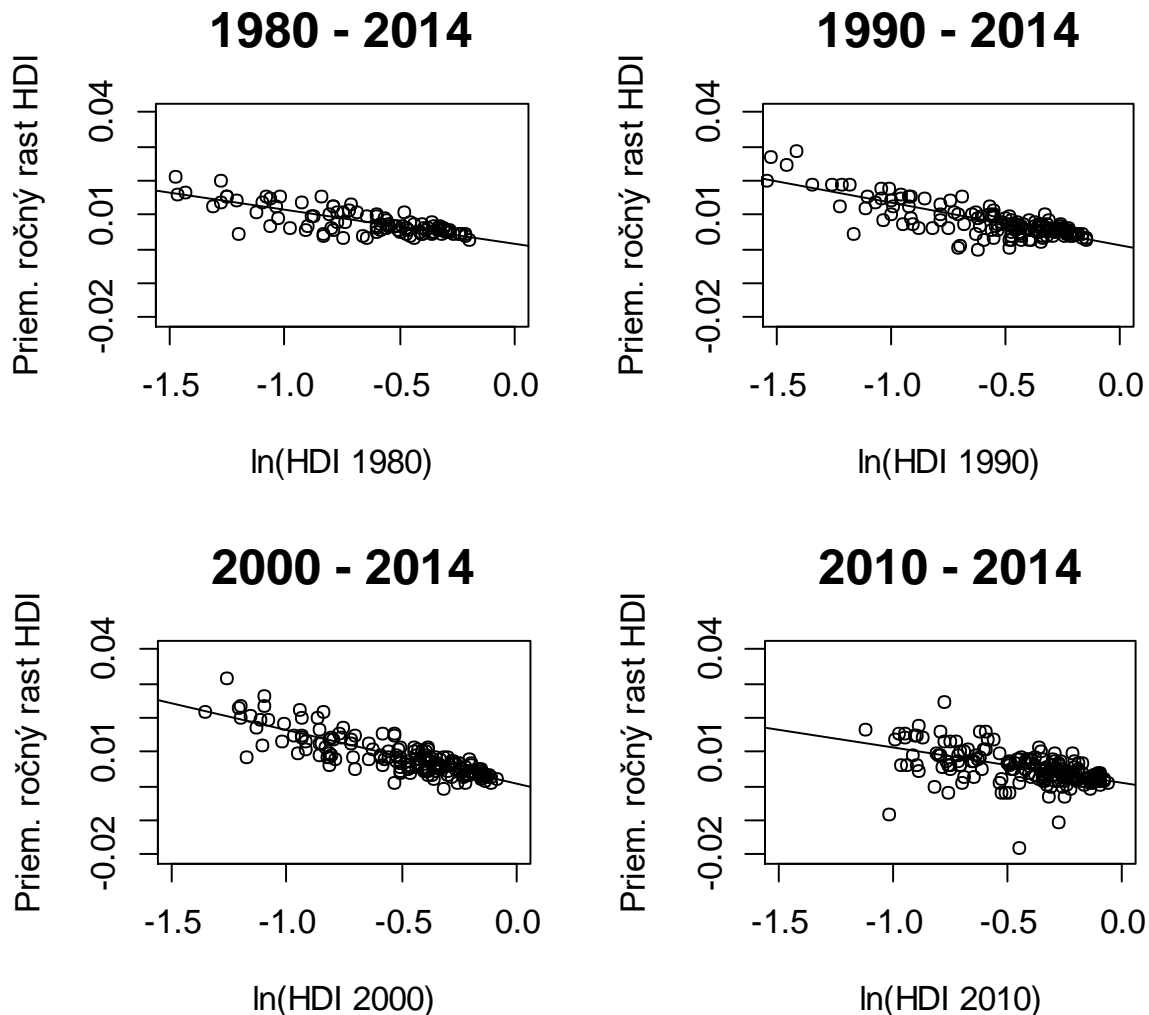 1980 - 2014
Priem. ročný rast HDI
0.04
0.01
-0.02
-1.5 -1.0 -0.5 0.0
ln(HDI 1980)
1990 - 2014
Priem. ročný rast HDI
0.04
0.01
-0.02
-1.5 -1.0 -0.5 0.0
ln(HDI 1990)
2000 - 2014
Priem. ročný rast HDI
0.04
0.01
-0.02
-1.5 -1.0 -0.5 0.0
ln(HDI 2000)
2010 - 2014
Priem. ročný rast HDI
0.04
0.01
-0.02
-1.5 -1.0 -0.5 0.0
ln(HDI 2010)